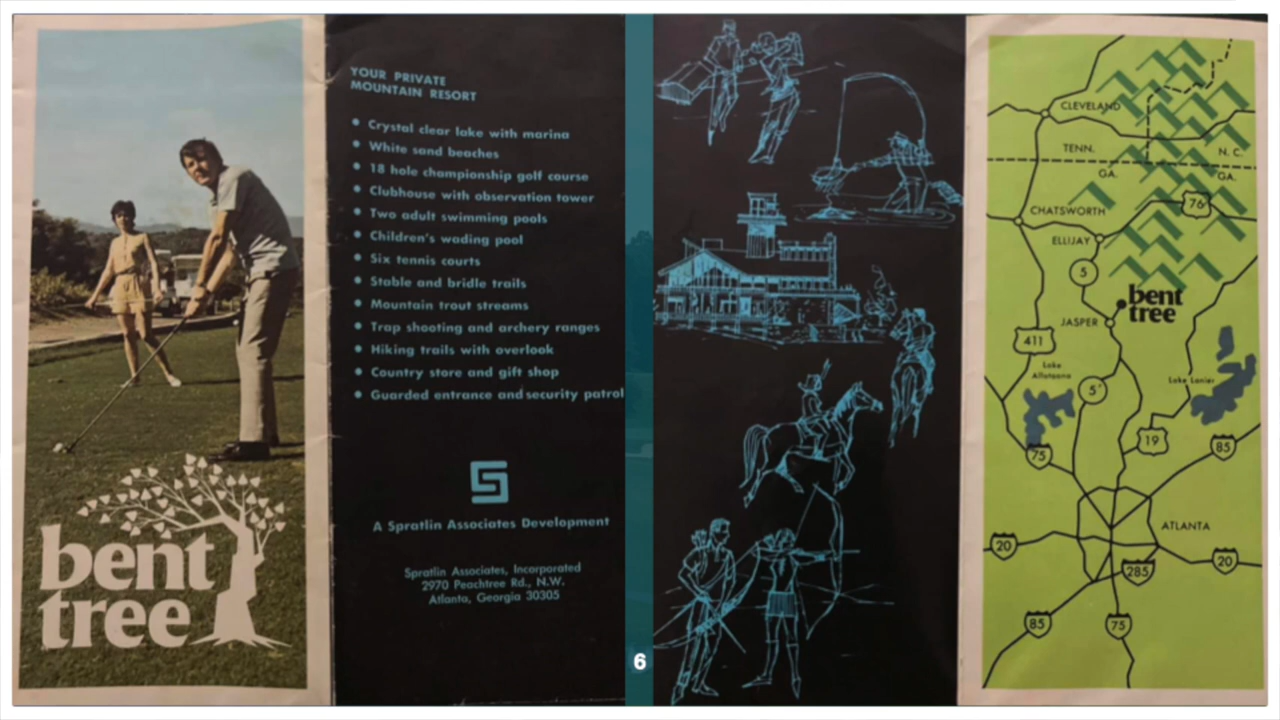 bent
tree
YOUR PRIVATE
MOUNTAIN RESORT
• Crystal clear lake with marina
• White sand beaches
• 18 hole championship golf course
• Clubhouse with observation tower
• Two adult swimming pools
• Children's wading pool
• Six tennis courts
• Stable and bridle trails
• Mountain trout streams
• Trap shooting and archery ranges
• Hiking trails with overlook
• Country store and gift shop
• Guarded entrance and security patrol
A Spratlin Associates Development
Spratlin Associates, Incorporated
2970 Peachtree Rd., N.W.
Atlanta, Georgia 30305
6
CLEVELAND
TENN.
N. C.
GA.
GA.
76
CHATSWORTH
ELLIJAY
5
bent
tree
JASPER
411
Lake
Allatoona
5
Lake Lanier
19
75
85
ATLANTA
20
285
20
85
75